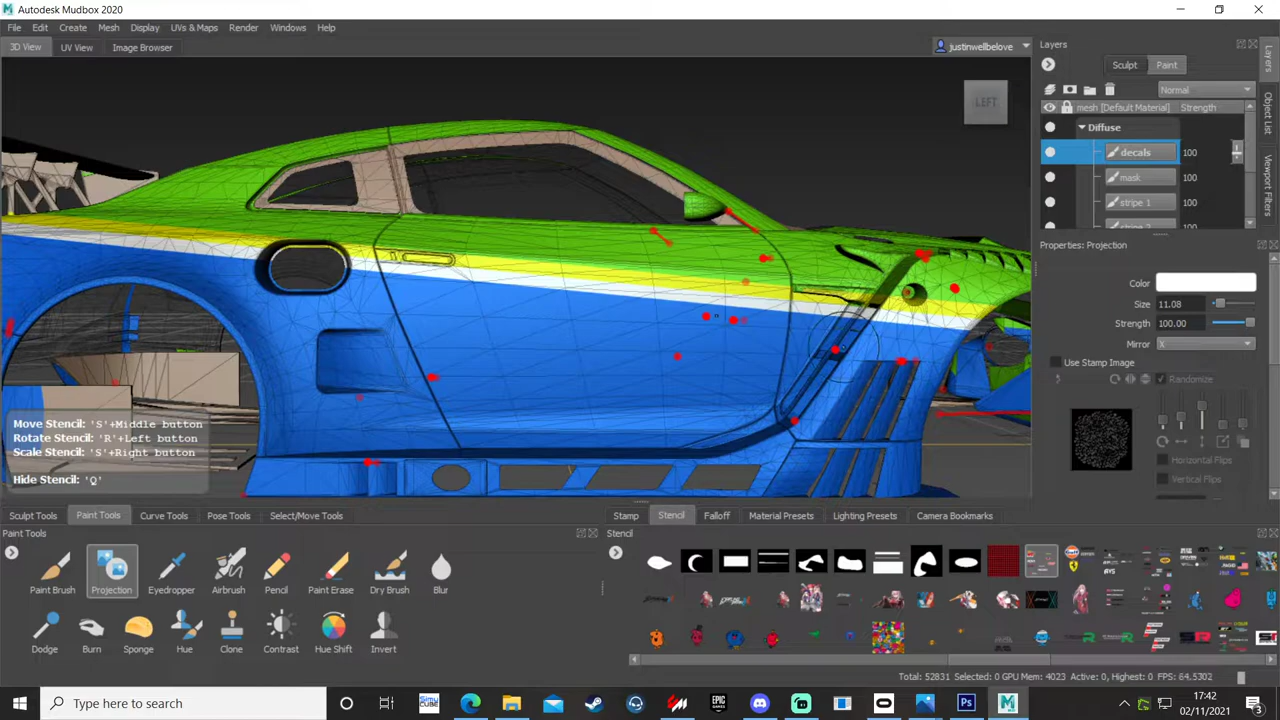 Autodesk Mudbox 2020
File Edit Create Mesh Display UVs & Maps Render Windows Help
3D View UV View Image Browser
justinwellbelove
LEFT
Layers
Sculpt Paint
Normal
mesh [Default Material] Strength
Diffuse
decals 100
mask 100
stripe 1 100
Layers
Object List
Viewport Filters
Properties: Projection
Color
Size 11.08
Strength 100.00
Mirror X
Use Stamp Image
Randomize
Horizontal Flips
Vertical Flips
Move Stencil: 'S'+Middle button
Rotate Stencil: 'R'+Left button
Scale Stencil: 'S'+Right button
Hide Stencil: 'Q'
Sculpt Tools Paint Tools Curve Tools Pose Tools Select/Move Tools
Stamp Stencil Falloff Material Presets Lighting Presets Camera Bookmarks
Paint Tools
Stencil
Paint Brush Projection Eyedropper Airbrush Pencil Paint Erase Dry Brush Blur
Dodge Burn Sponge Hue Clone Contrast Hue Shift Invert
Total: 52831 Selected: 0 GPU Mem: 4023 Active: 0, Highest: 0 FPS: 64.5302
Type here to search
17:42
02/11/2021